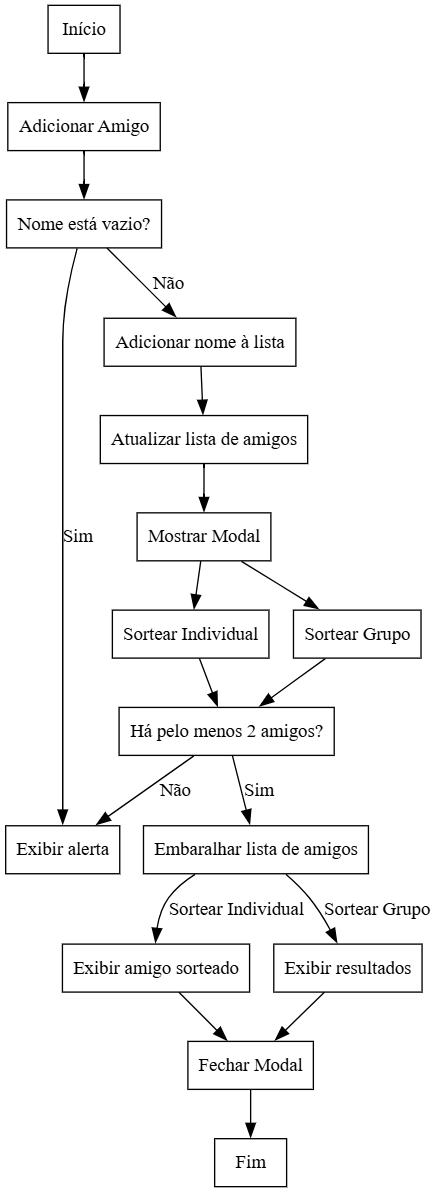 Início
Adicionar Amigo
Nome está vazio?
Não
Adicionar nome à lista
Atualizar lista de amigos
Mostrar Modal
Sim
Sortear Individual
Sortear Grupo
Há pelo menos 2 amigos?
Não
Sim
Exibir alerta
Embaralhar lista de amigos
Sortear Individual
Sortear Grupo
Exibir amigo sorteado
Exibir resultados
Fechar Modal
Fim